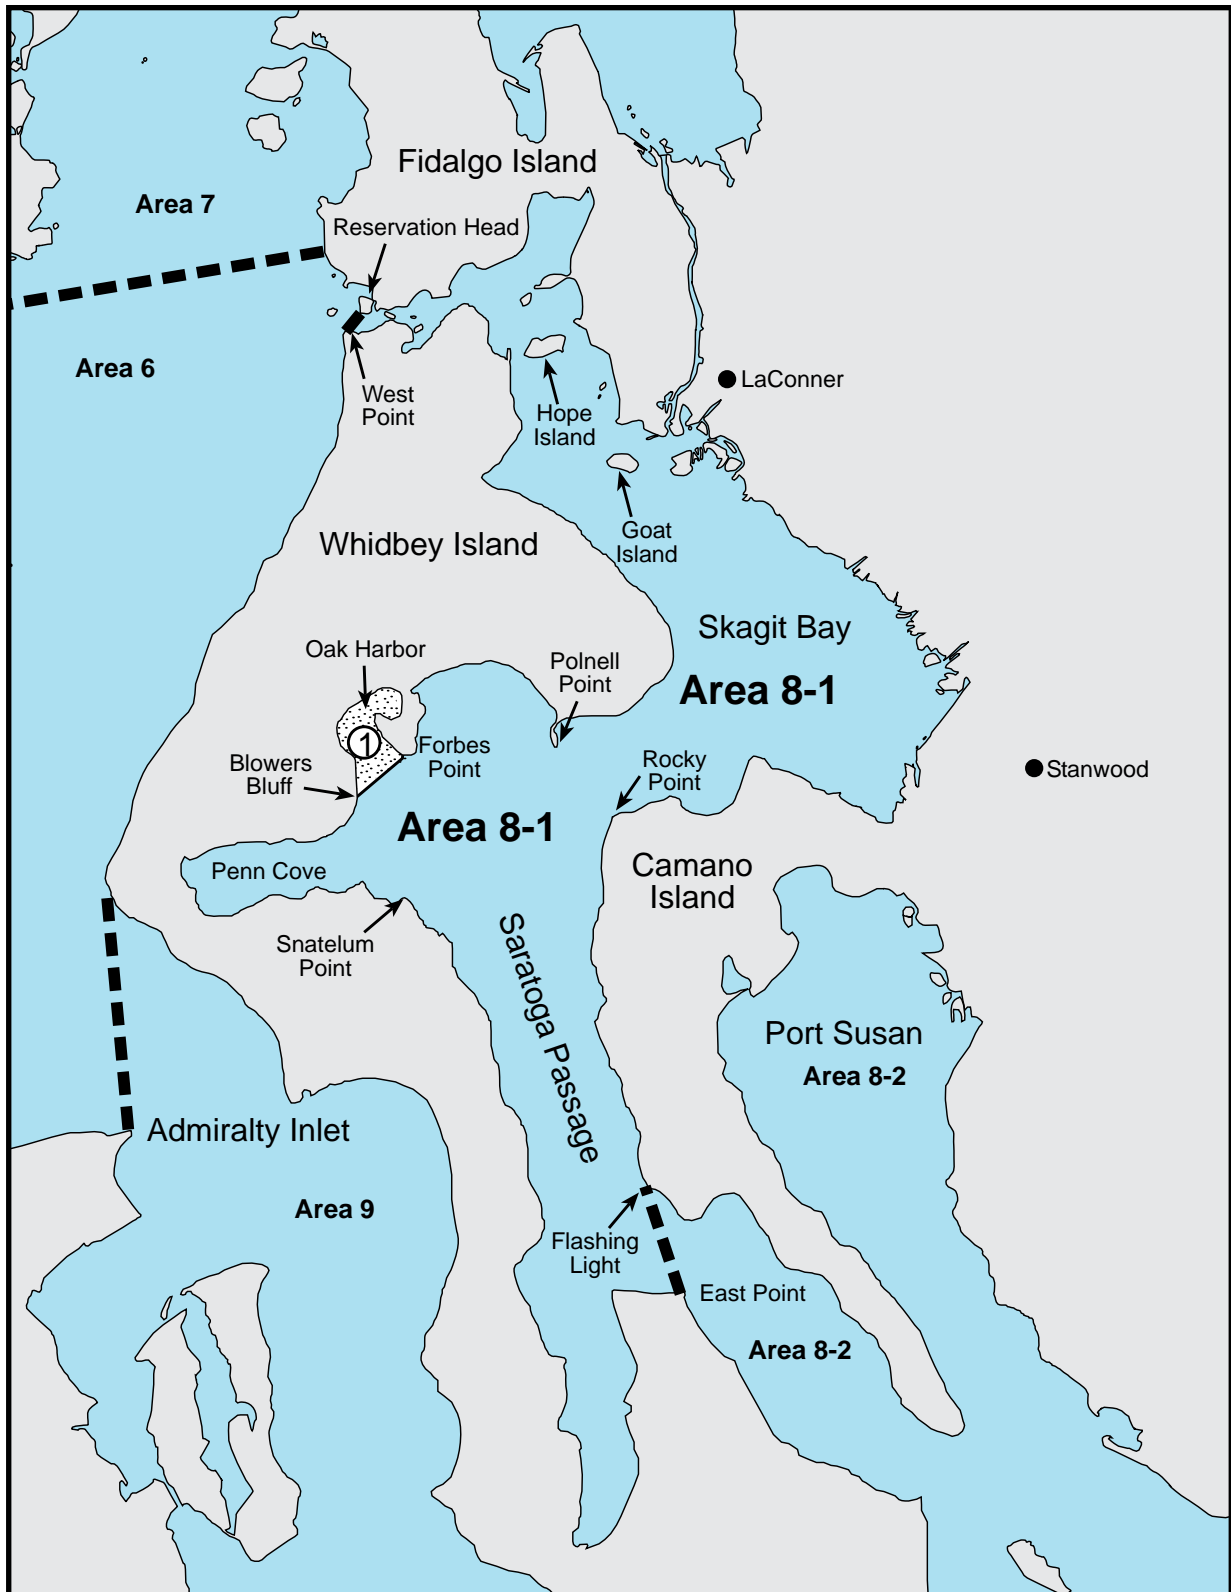 Fidalgo Island
Area 7
Reservation Head
Area 6
LaConner
West
Point
Hope
Island
Goat
Island
Whidbey Island
Skagit Bay
Oak Harbor
Polnell
Point
Area 8-1
1
Forbes
Point
Blowers
Bluff
Rocky
Point
Stanwood
Area 8-1
Penn Cove
Camano
Island
Snatelum
Point
Saratoga Passage
Port Susan
Area 8-2
Admiralty Inlet
Area 9
Flashing
Light
East Point
Area 8-2